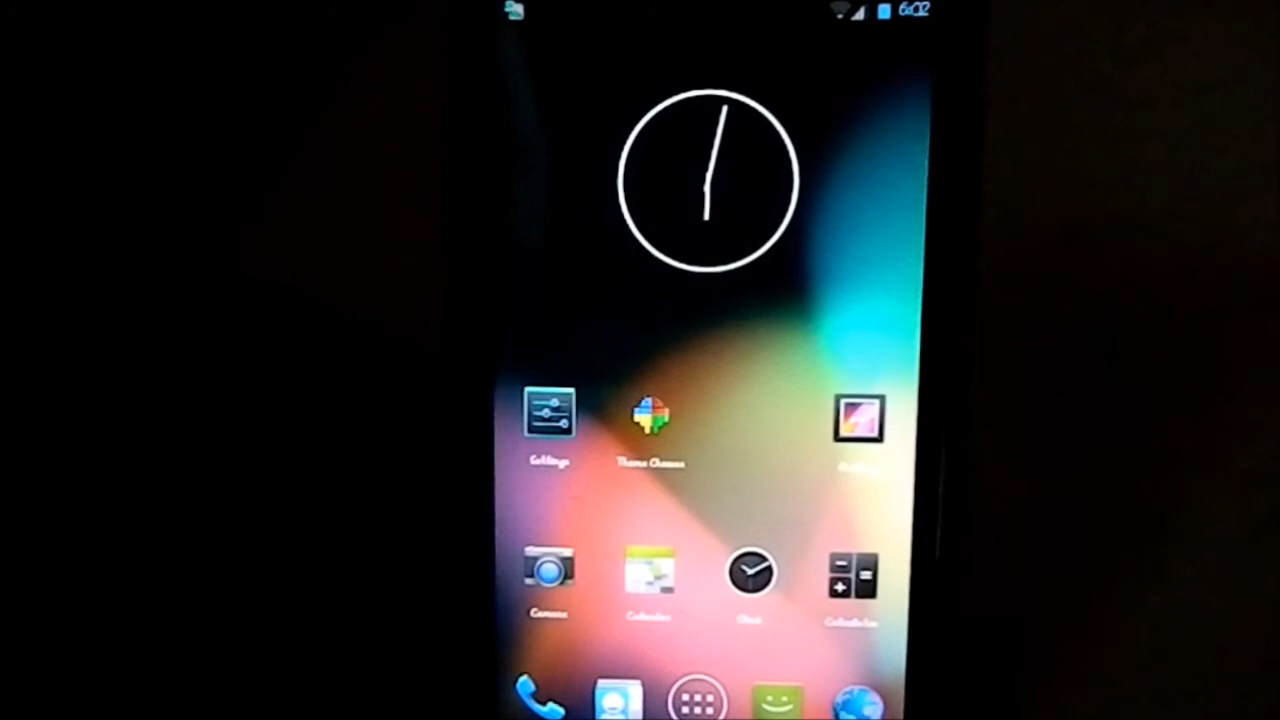 6:02
Settings
Theme Chooser
Camera
Calendar
Clock
Calculator